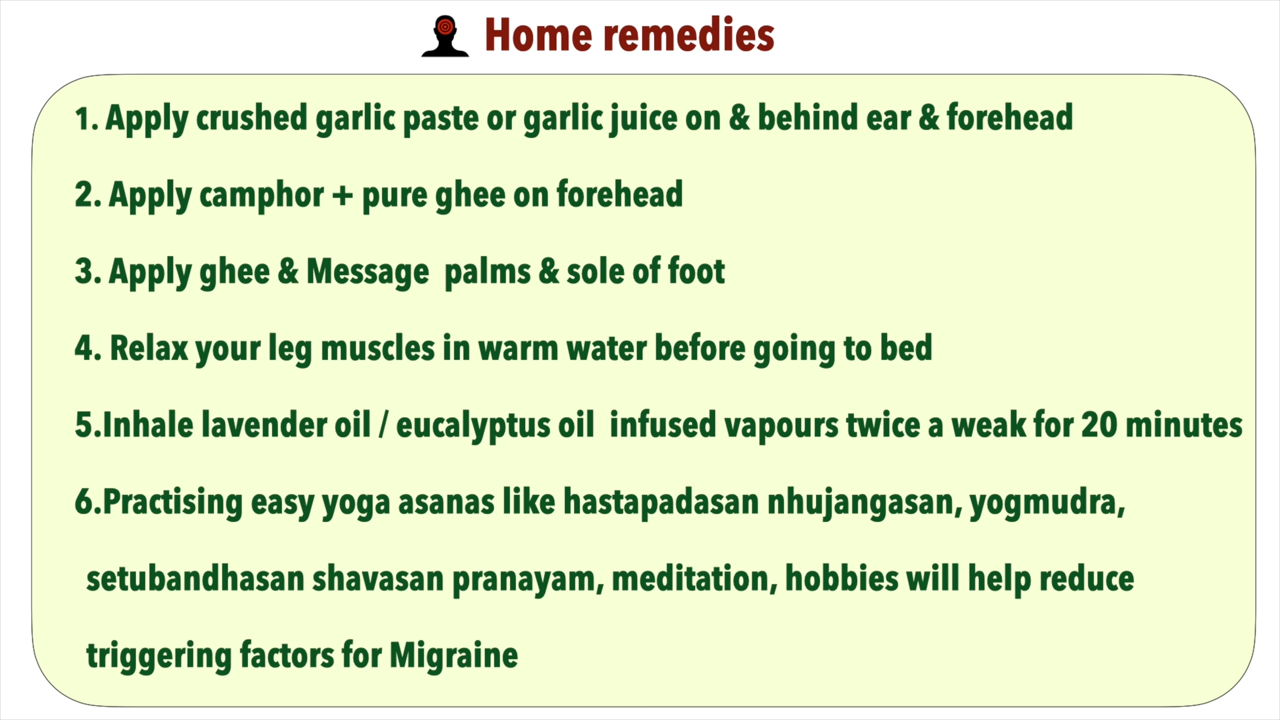 Home remedies
1. Apply crushed garlic paste or garlic juice on & behind ear & forehead
2. Apply camphor + pure ghee on forehead
3. Apply ghee & Message palms & sole of foot
4. Relax your leg muscles in warm water before going to bed
5.Inhale lavender oil / eucalyptus oil infused vapours twice a weak for 20 minutes
6.Practising easy yoga asanas like hastapadasan nhujangasan, yogmudra,
setubandhasan shavasan pranayam, meditation, hobbies will help reduce
triggering factors for Migraine